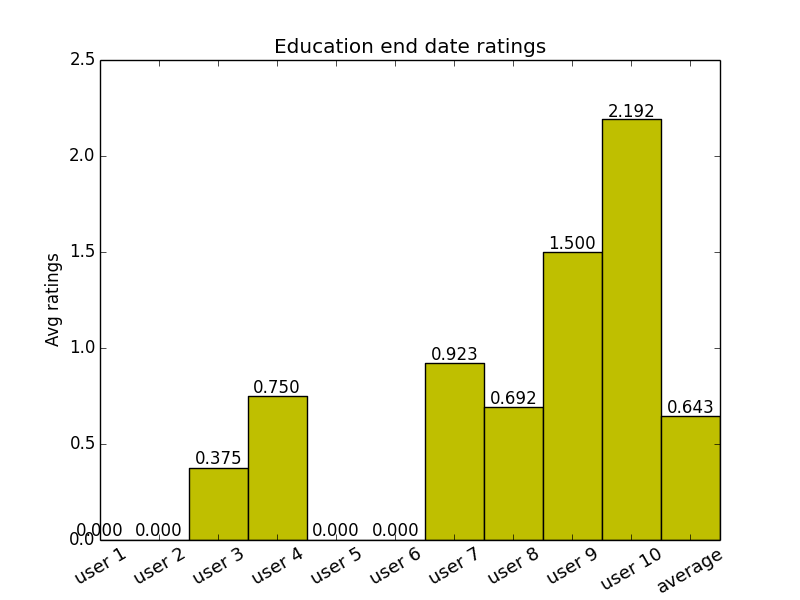 Education end date ratings
Avg ratings
2.5
2.0
1.5
1.0
0.5
0.0
0.000
0.000
0.375
0.750
0.000
0.000
0.923
0.692
1.500
2.192
0.643
user 1
user 2
user 3
user 4
user 5
user 6
user 7
user 8
user 9
user 10
average